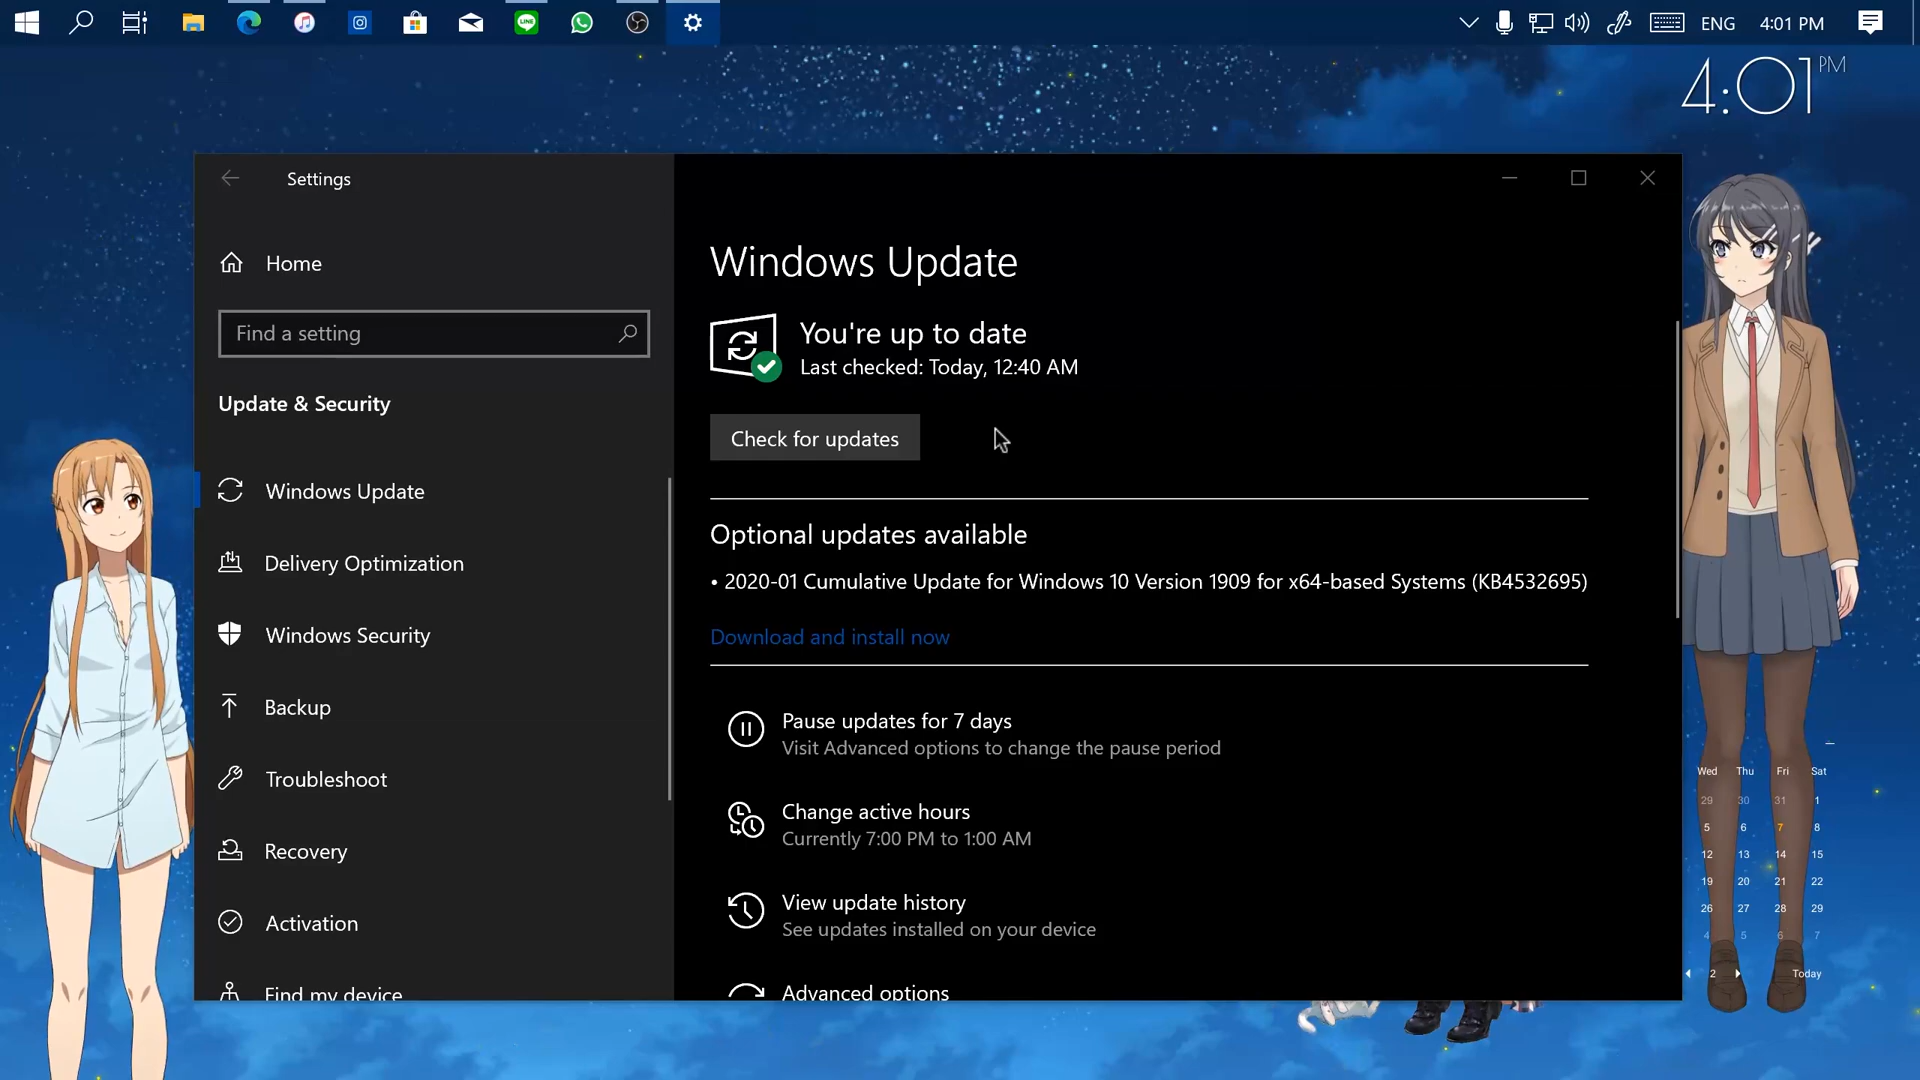 LINE
ENG
4:01 PM
4:01 PM
Settings
Home
Find a setting
Update & Security
Windows Update
Delivery Optimization
Windows Security
Backup
Troubleshoot
Recovery
Activation
Find my device
Windows Update
You're up to date
Last checked: Today, 12:40 AM
Check for updates
Optional updates available
• 2020-01 Cumulative Update for Windows 10 Version 1909 for x64-based Systems (KB4532695)
Download and install now
Pause updates for 7 days
Visit Advanced options to change the pause period
Change active hours
Currently 7:00 PM to 1:00 AM
View update history
See updates installed on your device
Advanced options
Wed Thu Fri Sat
29 30 31 1
5 6 7 8
12 13 14 15
19 20 21 22
26 27 28 29
4 5 6 7
2 Today